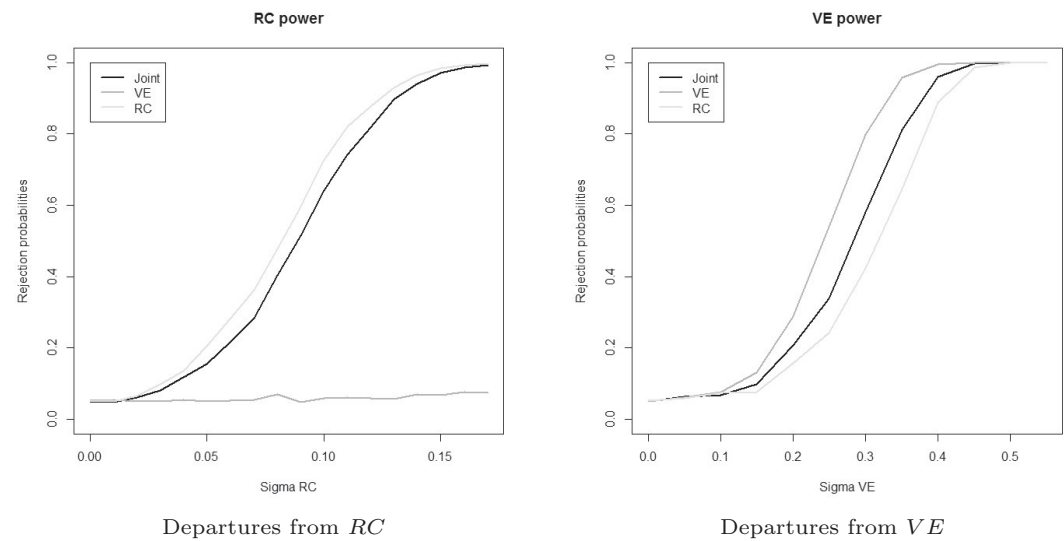 RC power
Rejection probabilities
0.0
0.2
0.4
0.6
0.8
1.0
Joint
VE
RC
0.00
0.05
0.10
0.15
Sigma RC
Departures from RC
VE power
Rejection probabilities
0.0
0.2
0.4
0.6
0.8
1.0
Joint
VE
RC
0.0
0.1
0.2
0.3
0.4
0.5
Sigma VE
Departures from VE